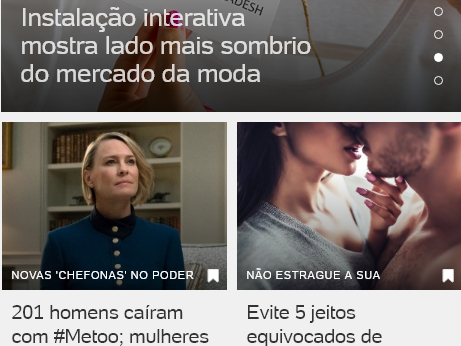 DESH
Instalação interativa
mostra lado mais sombrio
do mercado da moda
NOVAS 'CHEFONAS' NO PODER
201 homens caíram
com #Metoo; mulheres
NÃO ESTRAGUE A SUA
Evite 5 jeitos
equivocados de